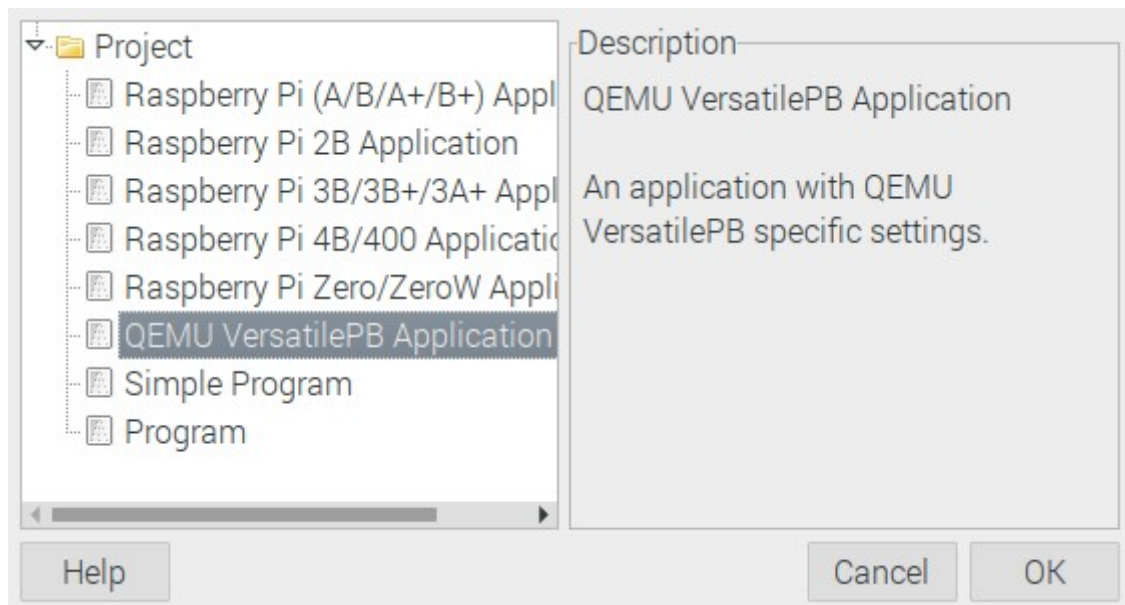 Project
Raspberry Pi (A/B/A+/B+) Appl
Raspberry Pi 2B Application
Raspberry Pi 3B/3B+/3A+ Appl
Raspberry Pi 4B/400 Applicatio
Raspberry Pi Zero/ZeroW Appli
QEMU VersatilePB Application
Simple Program
Program
Description
QEMU VersatilePB Application
An application with QEMU
VersatilePB specific settings.
Help
Cancel
OK